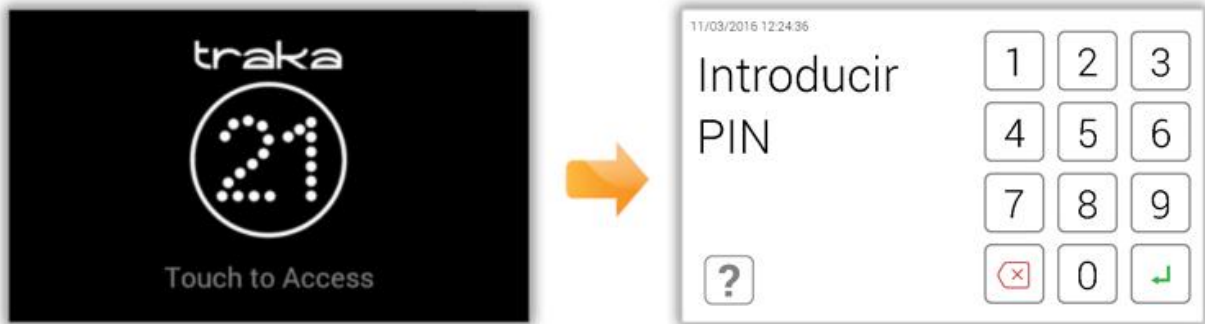 traka
21
Touch to Access
11/03/2016 12:24:36
Introducir
PIN
1 2 3
4 5 6
7 8 9
0
?